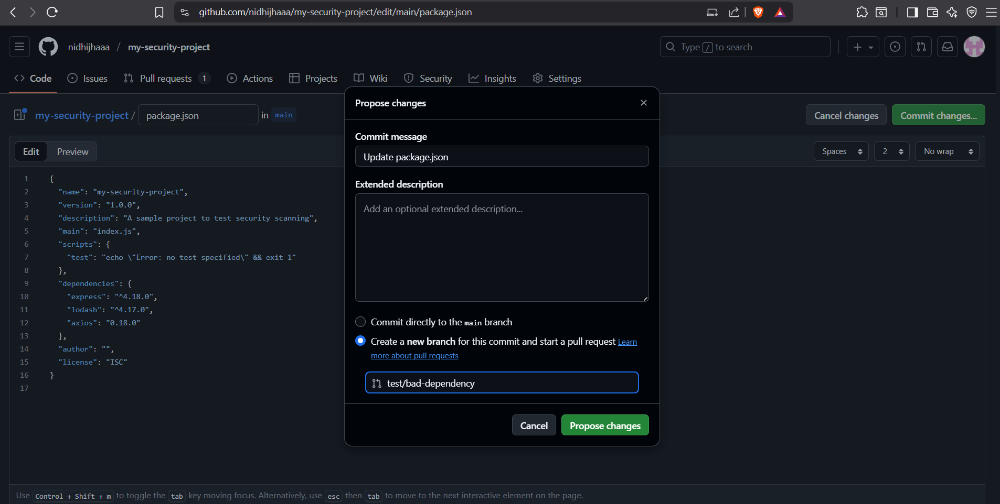 github.com/nidhijhaaa/my-security-project/edit/main/package.json
nidhijhaaa / my-security-project
Type / to search
Code
Issues
Pull requests 1
Actions
Projects
Wiki
Security
Insights
Settings
my-security-project / package.json in main
Cancel changes
Commit changes...
Edit
Preview
Spaces
2
No wrap
1 {
2 "name": "my-security-project",
3 "version": "1.0.0",
4 "description": "A sample project to test security scanning",
5 "main": "index.js",
6 "scripts": {
7 "test": "echo \"Error: no test specified\" && exit 1"
8 },
9 "dependencies": {
10 "express": "^4.18.0",
11 "lodash": "^4.17.0",
12 "axios": "0.18.0"
13 },
14 "author": "",
15 "license": "ISC"
16 }
17
Propose changes
Commit message
Update package.json
Extended description
Add an optional extended description...
Commit directly to the main branch
Create a new branch for this commit and start a pull request Learn
more about pull requests
test/bad-dependency
Cancel
Propose changes
Use Control + Shift + m to toggle the tab key moving focus. Alternatively, use esc then tab to move to the next interactive element on the page.